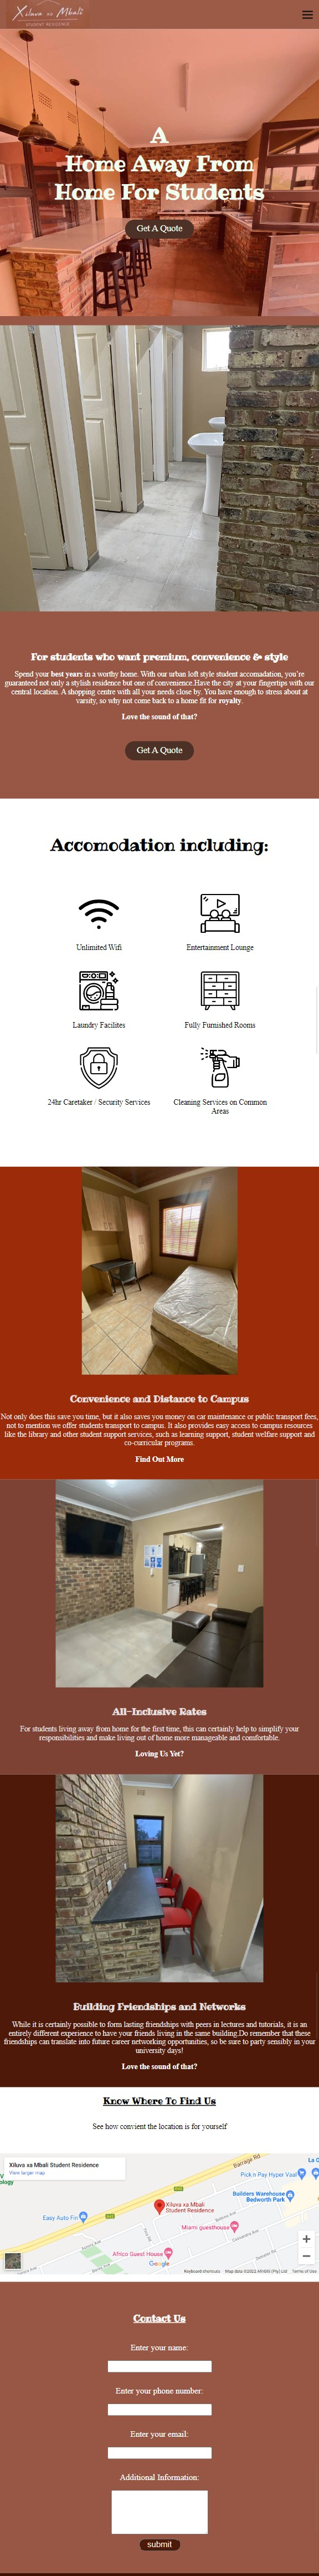 Xiluva xa Mbali
STUDENT RESIDENCE
A
Home Away From
Home For Students
Get A Quote
For students who want premium, convenience & style
Spend your best years in a worthy home. With our urban loft style student accomadation, you're
guaranteed not only a stylish residence but one of convenience.Have the city at your fingertips with our
central location. A shopping centre with all your needs close by. You have enough to stress about at
varsity, so why not come back to a home fit for royalty.
Love the sound of that?
Get A Quote
Accomodation including:
Unlimited Wifi
Entertainment Lounge
Laundry Facilites
Fully Furnished Rooms
24hr Caretaker / Security Services
Cleaning Services on Common
Areas
Convenience and Distance to Campus
Not only does this save you time, but it also saves you money on car maintenance or public transport fees,
not to mention we offer students transport to campus. It also provides easy access to campus resources
like the library and other student support services, such as learning support, student welfare support and
co-curricular programs.
Find Out More
All-Inclusive Rates
For students living away from home for the first time, this can certainly help to simplify your
responsibilities and make living out of home more manageable and comfortable.
Loving Us Yet?
Building Friendships and Networks
While it is certainly possible to form lasting friendships with peers in lectures and tutorials, it is an
entirely different experience to have your friends living in the same building.Do remember that these
friendships can translate into future career networking opportunities, so be sure to party sensibly in your
university days!
Love the sound of that?
Know Where To Find Us
See how convient the location is for yourself
Xiluva xa Mbali Student Residence
View larger map
ology
Barrage Rd
Pick n Pay Hyper Vaal
Builders Warehouse
Bedworth Park
Xiluva xa Mbali
Student Residence
Easy Auto Fin
Miami guesthouse
Africa Guest House
Google
Keyboard shortcuts
Map data ©2022 AfriGIS (Pty) Ltd
Terms of Use
Contact Us
Enter your name:
Enter your phone number:
Enter your email:
Additional Information:
submit